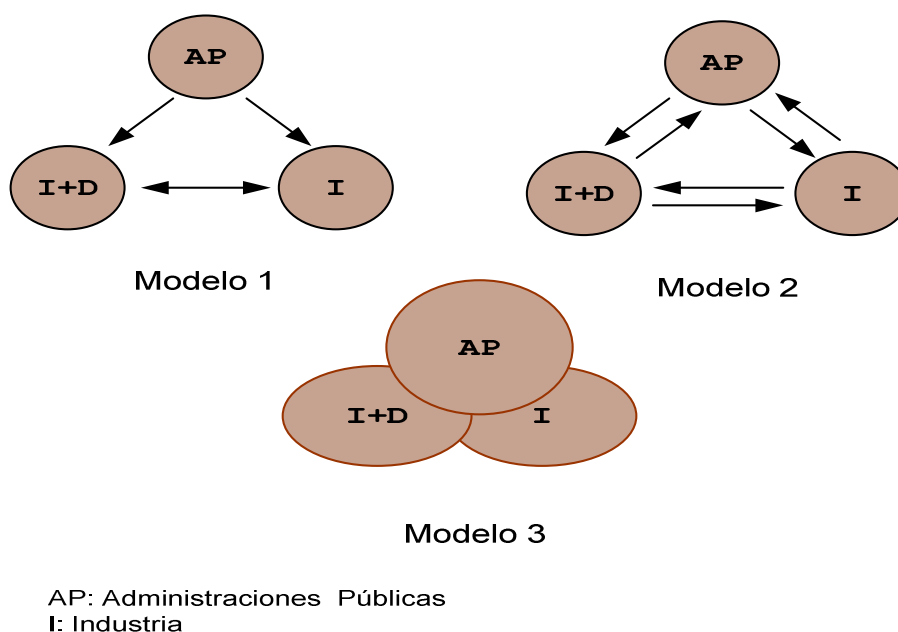 AP
I+D
I
Modelo 1
AP
I+D
I
Modelo 2
AP
I+D
I
Modelo 3
AP: Administraciones Públicas
I: Industria